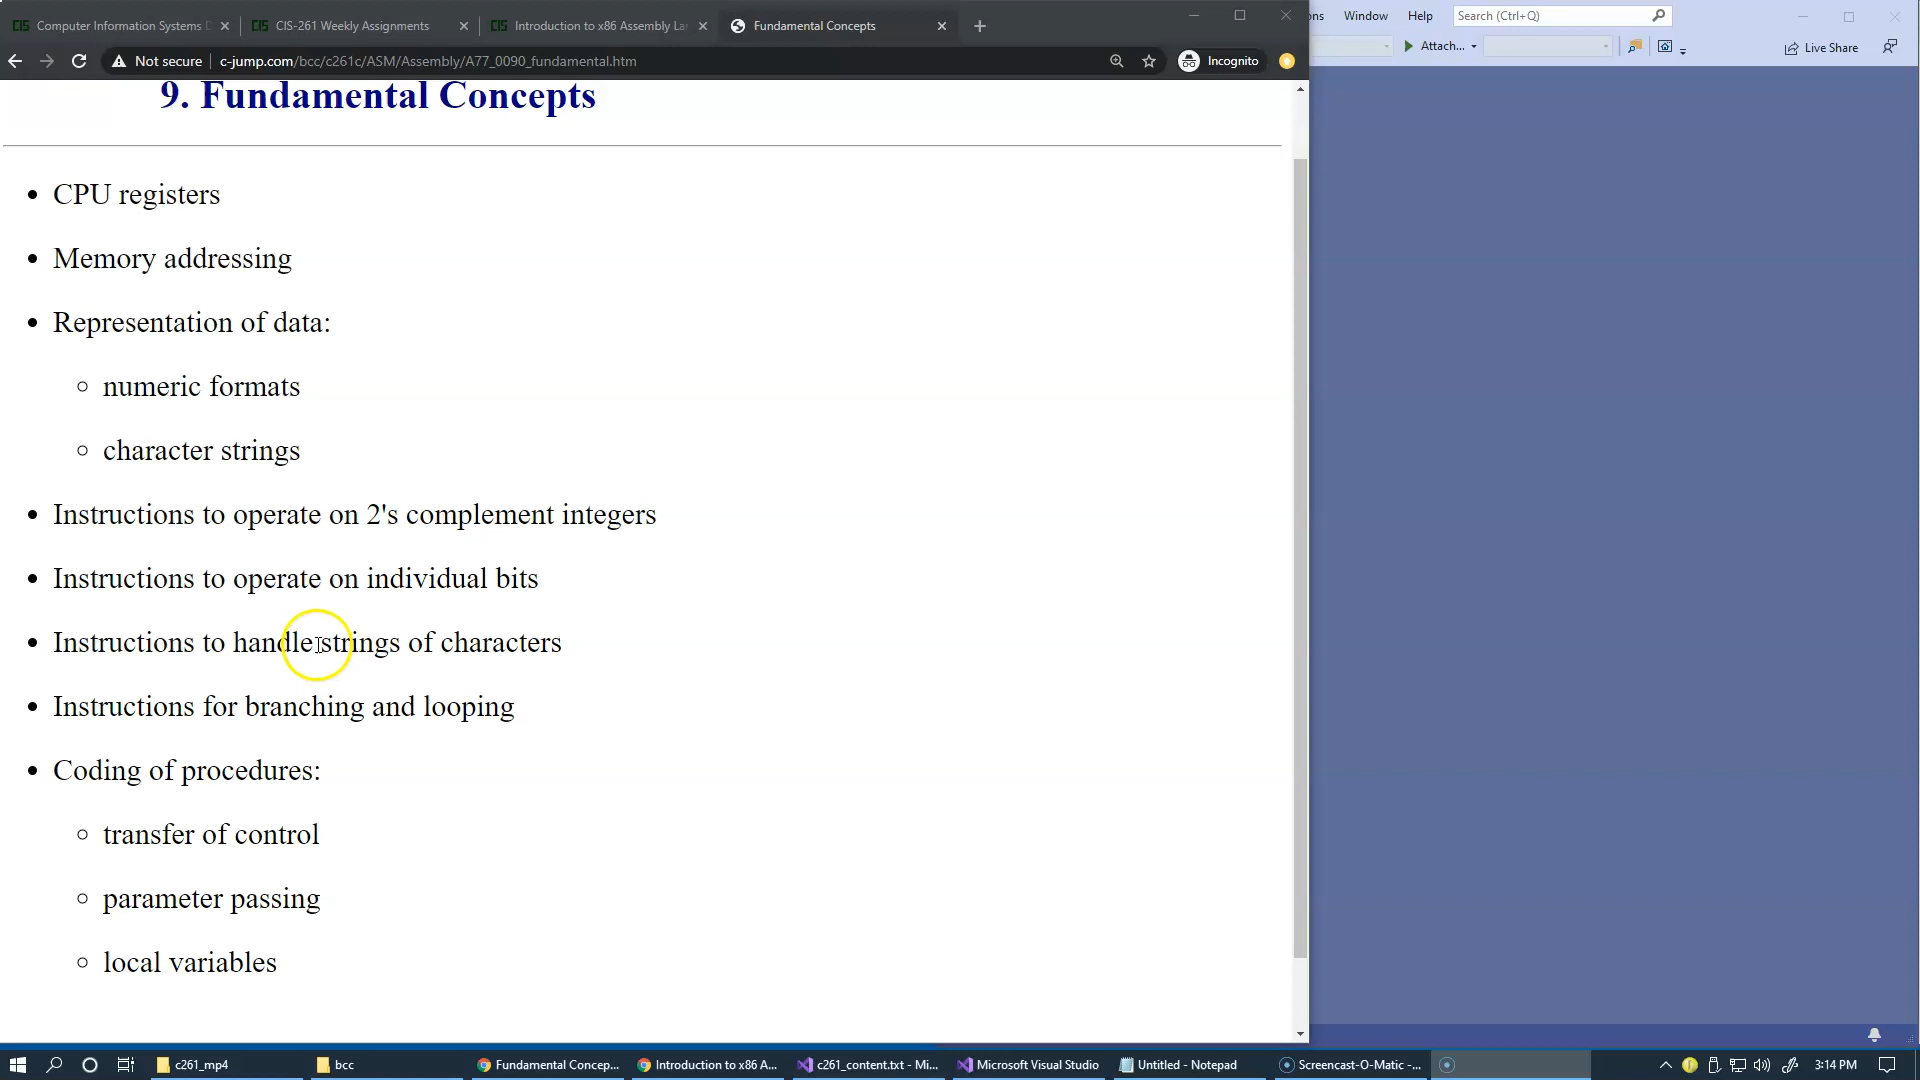 CIS Computer Information Systems D
CIS CIS-261 Weekly Assignments
CIS Introduction to x86 Assembly La
Fundamental Concepts
ons Window Help Search (Ctrl+Q)
Not secure c-jump.com/bcc/c261c/ASM/Assembly/A77_0090_fundamental.htm Incognito
Attach... Live Share
9. Fundamental Concepts
• CPU registers
• Memory addressing
• Representation of data:
◦ numeric formats
◦ character strings
• Instructions to operate on 2's complement integers
• Instructions to operate on individual bits
• Instructions to handle strings of characters
• Instructions for branching and looping
• Coding of procedures:
◦ transfer of control
◦ parameter passing
◦ local variables
c261_mp4 bcc Fundamental Concep... Introduction to x86 A... c261_content.txt - Mi... Microsoft Visual Studio Untitled - Notepad Screencast-O-Matic -... 3:14 PM